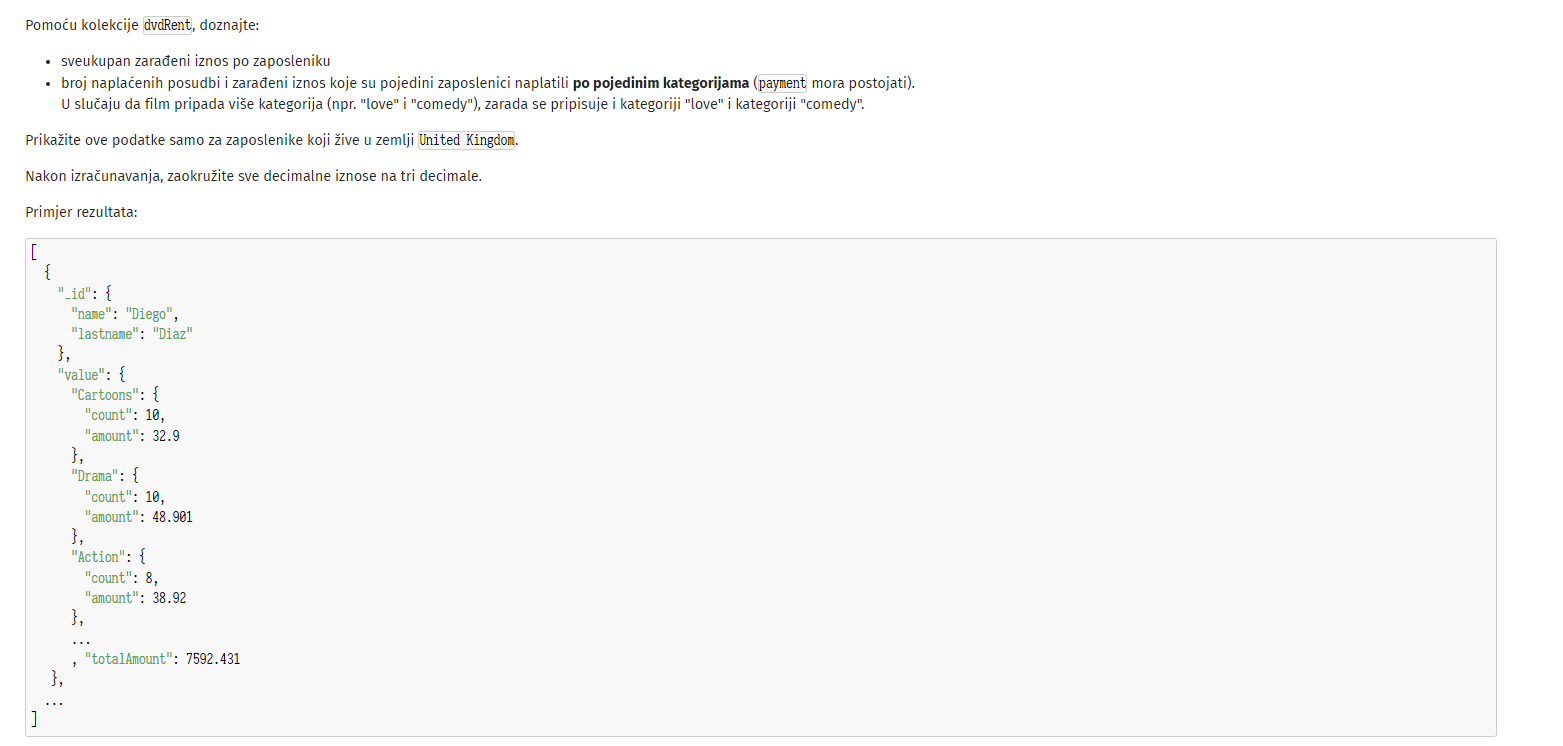 Pomoću kolekcije dvdRent, doznajte:
• sveukupan zarađeni iznos po zaposleniku
• broj naplaćenih posudbi i zarađeni iznos koje su pojedini zaposlenici naplatili po pojedinim kategorijama (payment mora postojati).
U slučaju da film pripada više kategorija (npr. "love" i "comedy"), zarada se pripisuje i kategoriji "love" i kategoriji "comedy".
Prikažite ove podatke samo za zaposlenike koji žive u zemlji United Kingdom.
Nakon izračunavanja, zaokružite sve decimalne iznose na tri decimale.
Primjer rezultata:
[
  {
    "_id": {
      "name": "Diego",
      "lastname": "Diaz"
    },
    "value": {
      "Cartoons": {
        "count": 10,
        "amount": 32.9
      },
      "Drama": {
        "count": 10,
        "amount": 48.901
      },
      "Action": {
        "count": 8,
        "amount": 38.92
      },
      ...
      , "totalAmount": 7592.431
   },
  ...
]